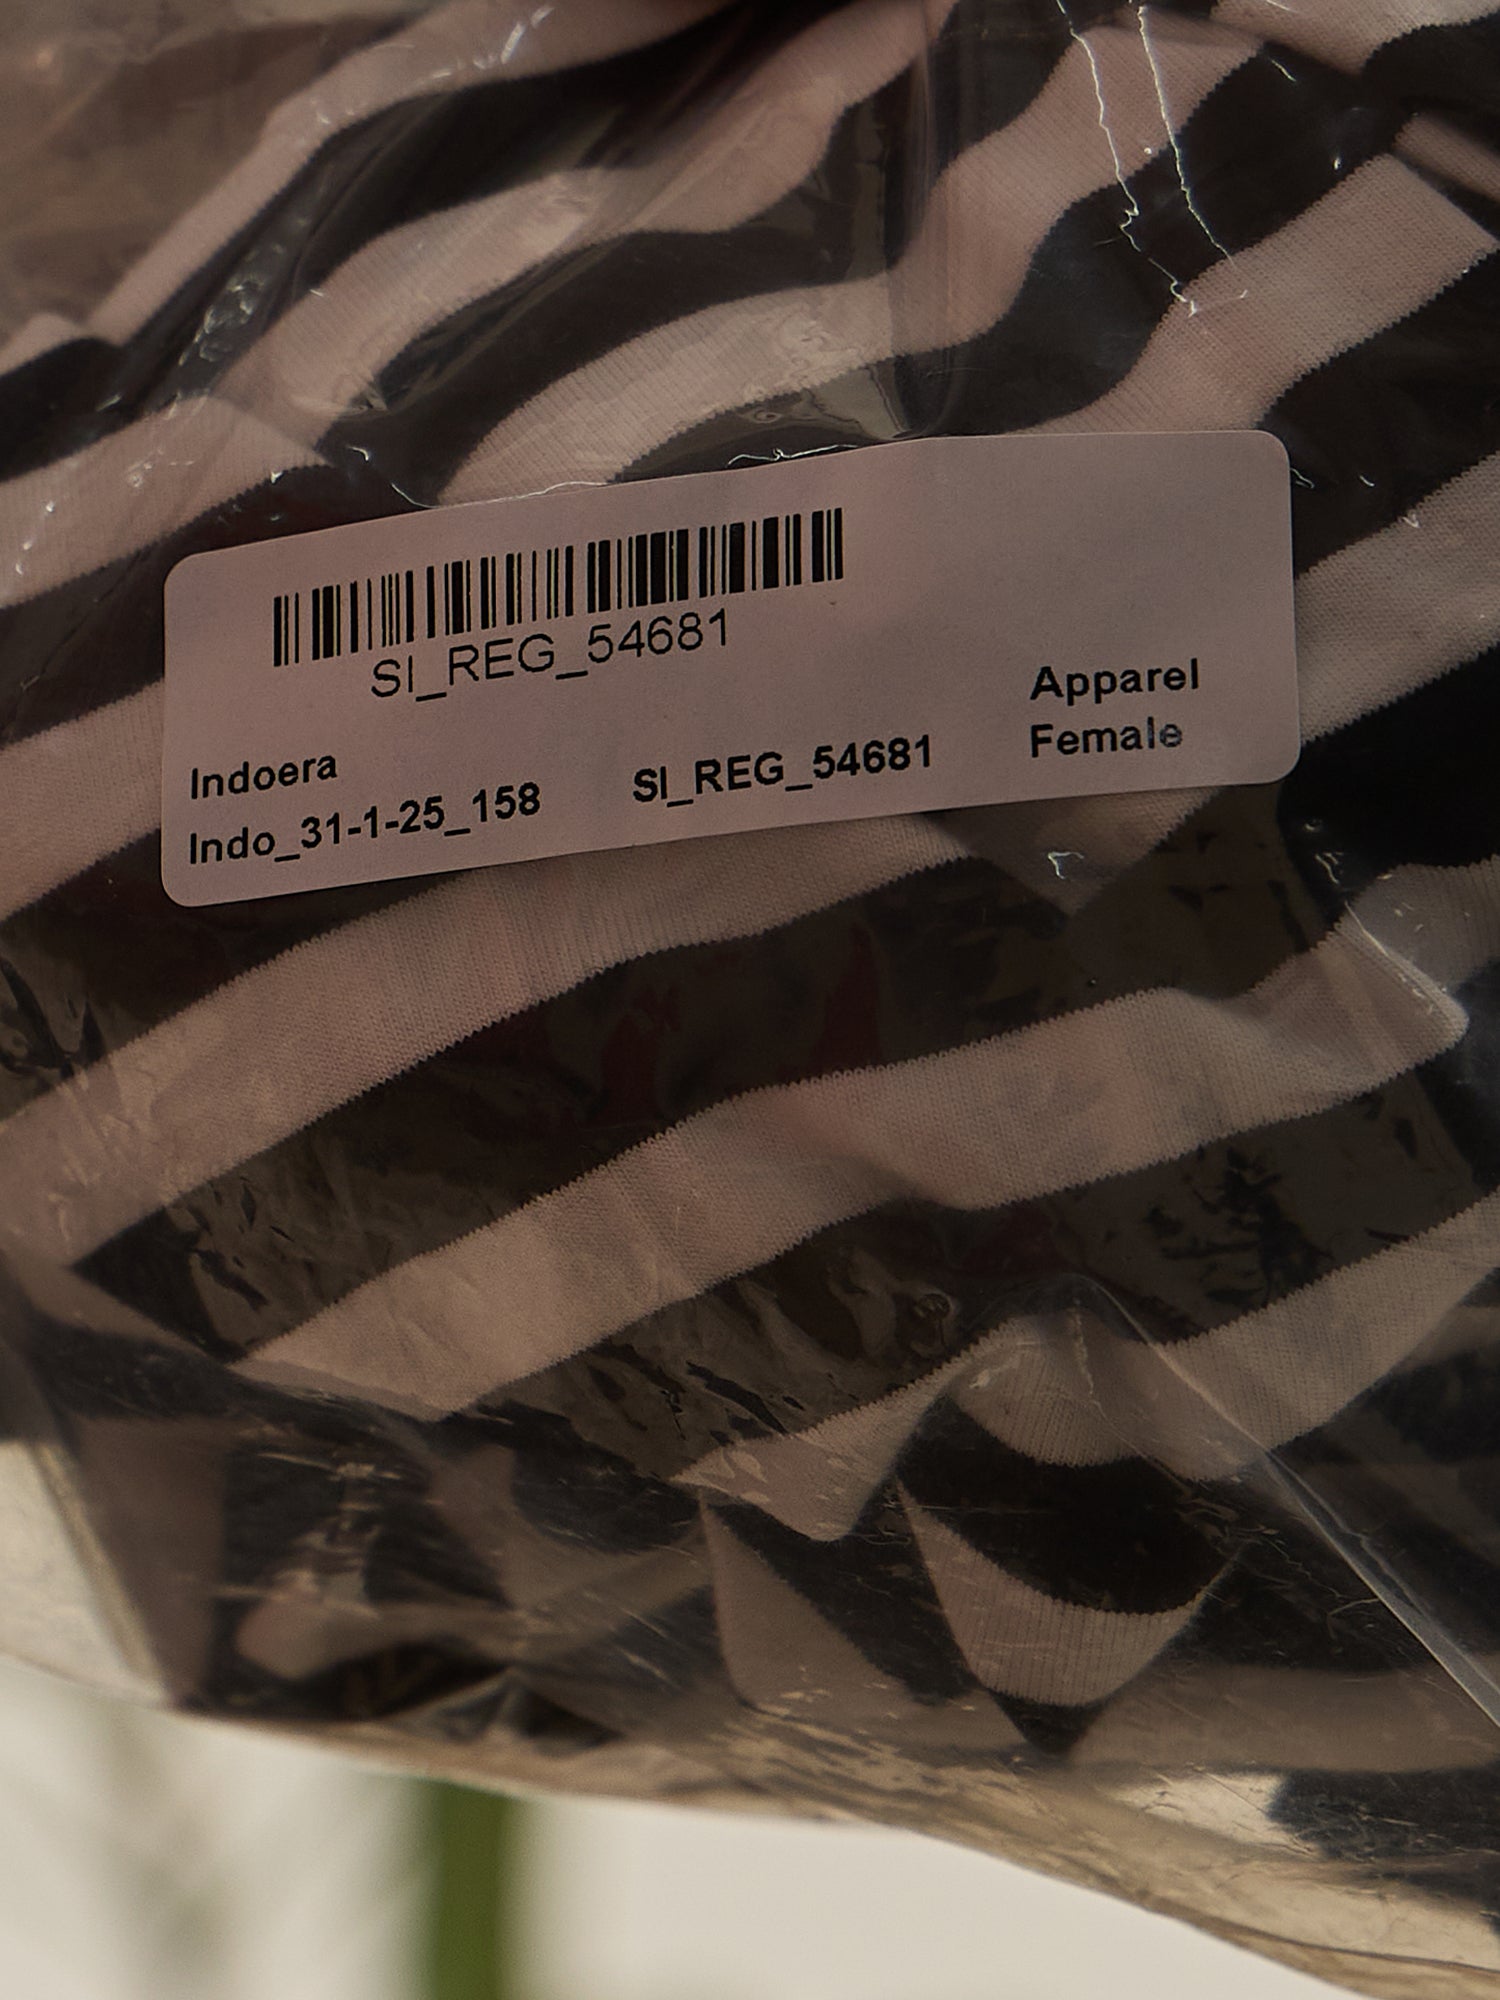 SI_REG_54681
Indoera
Indo_31-1-25_158
SI_REG_54681
Apparel
Female